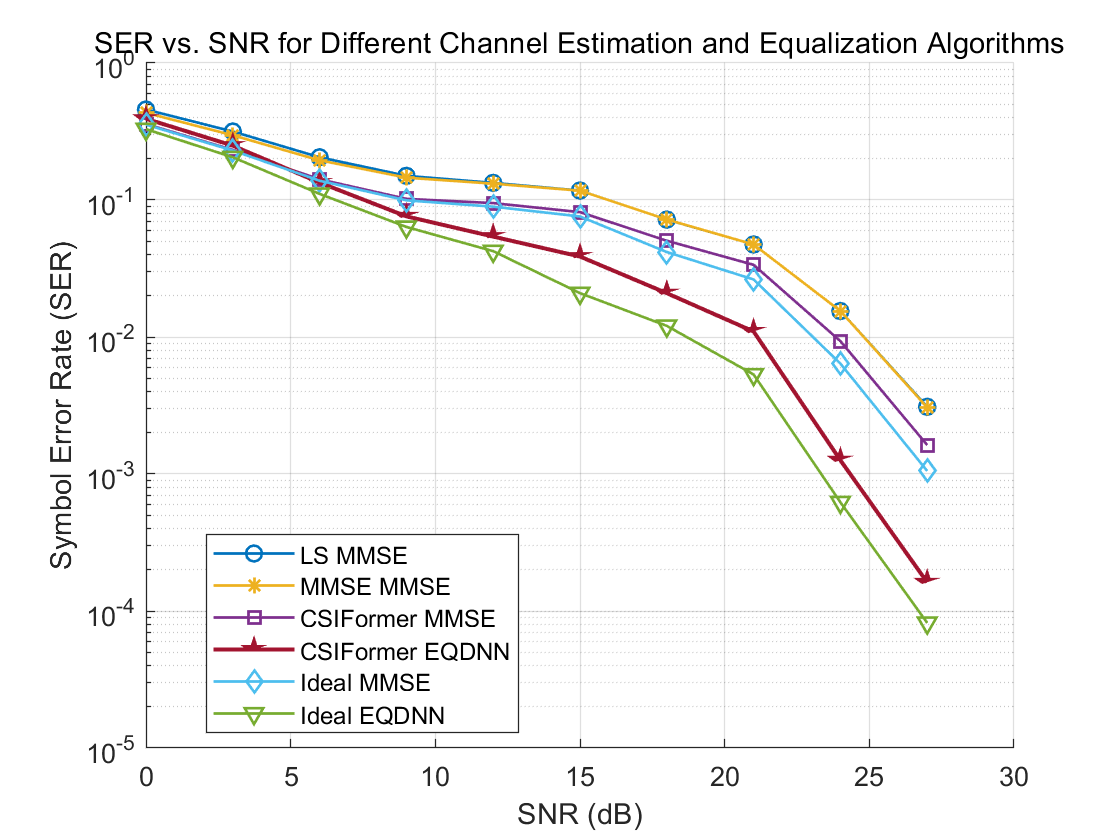 SER vs. SNR for Different Channel Estimation and Equalization Algorithms
10^0
10^-1
10^-2
10^-3
10^-4
10^-5
Symbol Error Rate (SER)
LS MMSE
MMSE MMSE
CSIFormer MMSE
CSIFormer EQDNN
Ideal MMSE
Ideal EQDNN
0 5 10 15 20 25 30
SNR (dB)